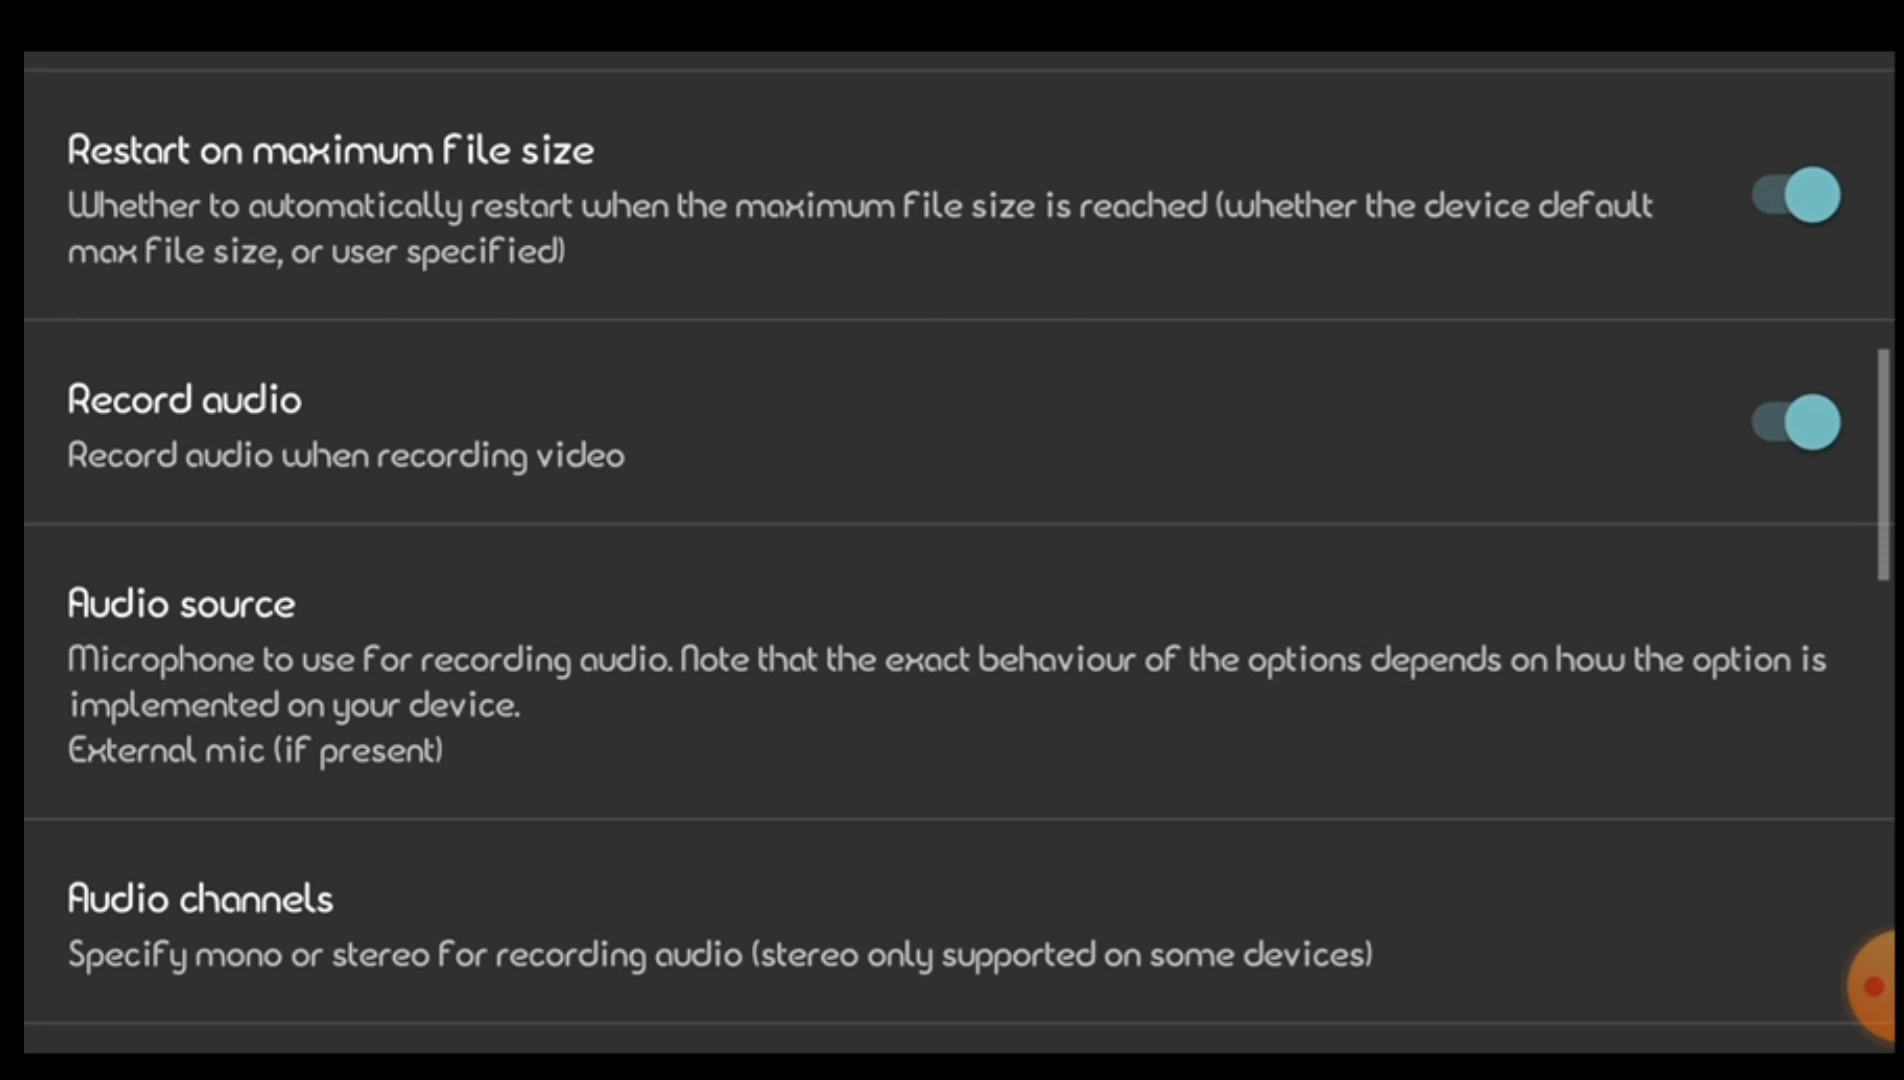 Restart on maximum file size
Whether to automatically restart when the maximum file size is reached (whether the device default
max file size, or user specified)
Record audio
Record audio when recording video
Audio source
Microphone to use for recording audio. Note that the exact behaviour of the options depends on how the option is
implemented on your device.
External mic (if present)
Audio channels
Specify mono or stereo for recording audio (stereo only supported on some devices)